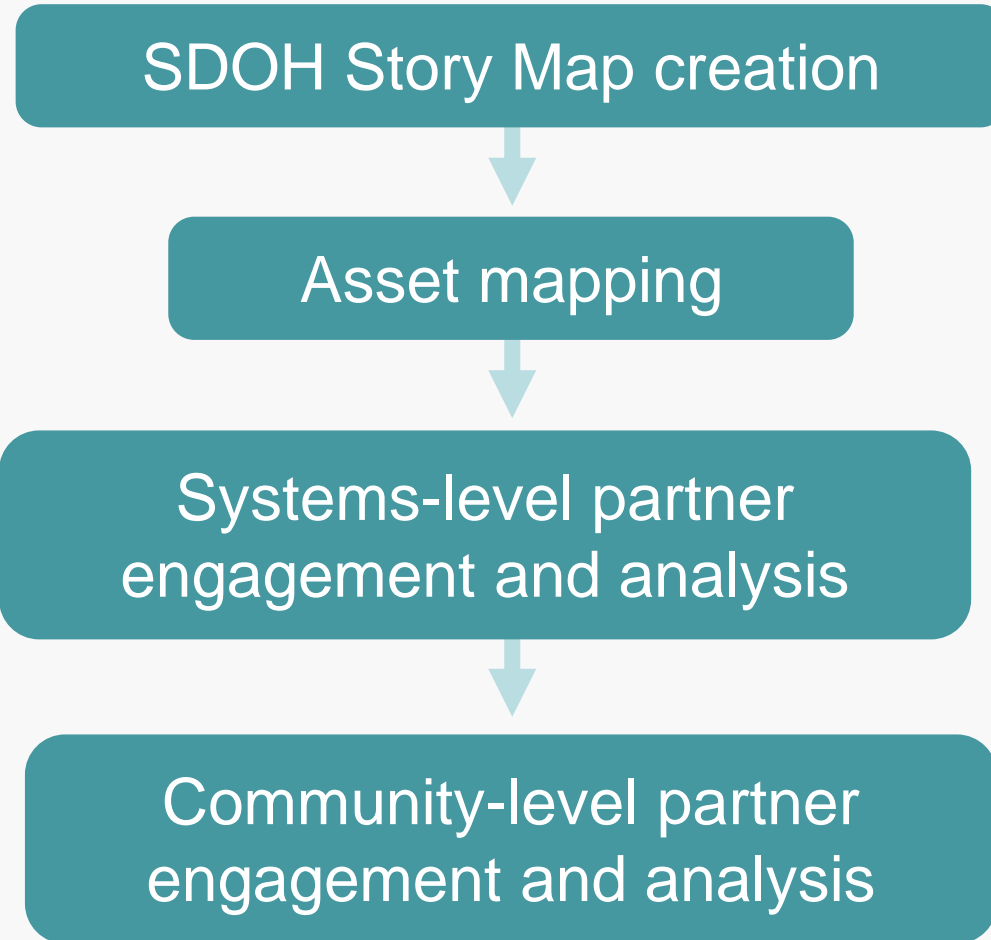 SDOH Story Map creation
Asset mapping
Systems-level partner
engagement and analysis
Community-level partner
engagement and analysis